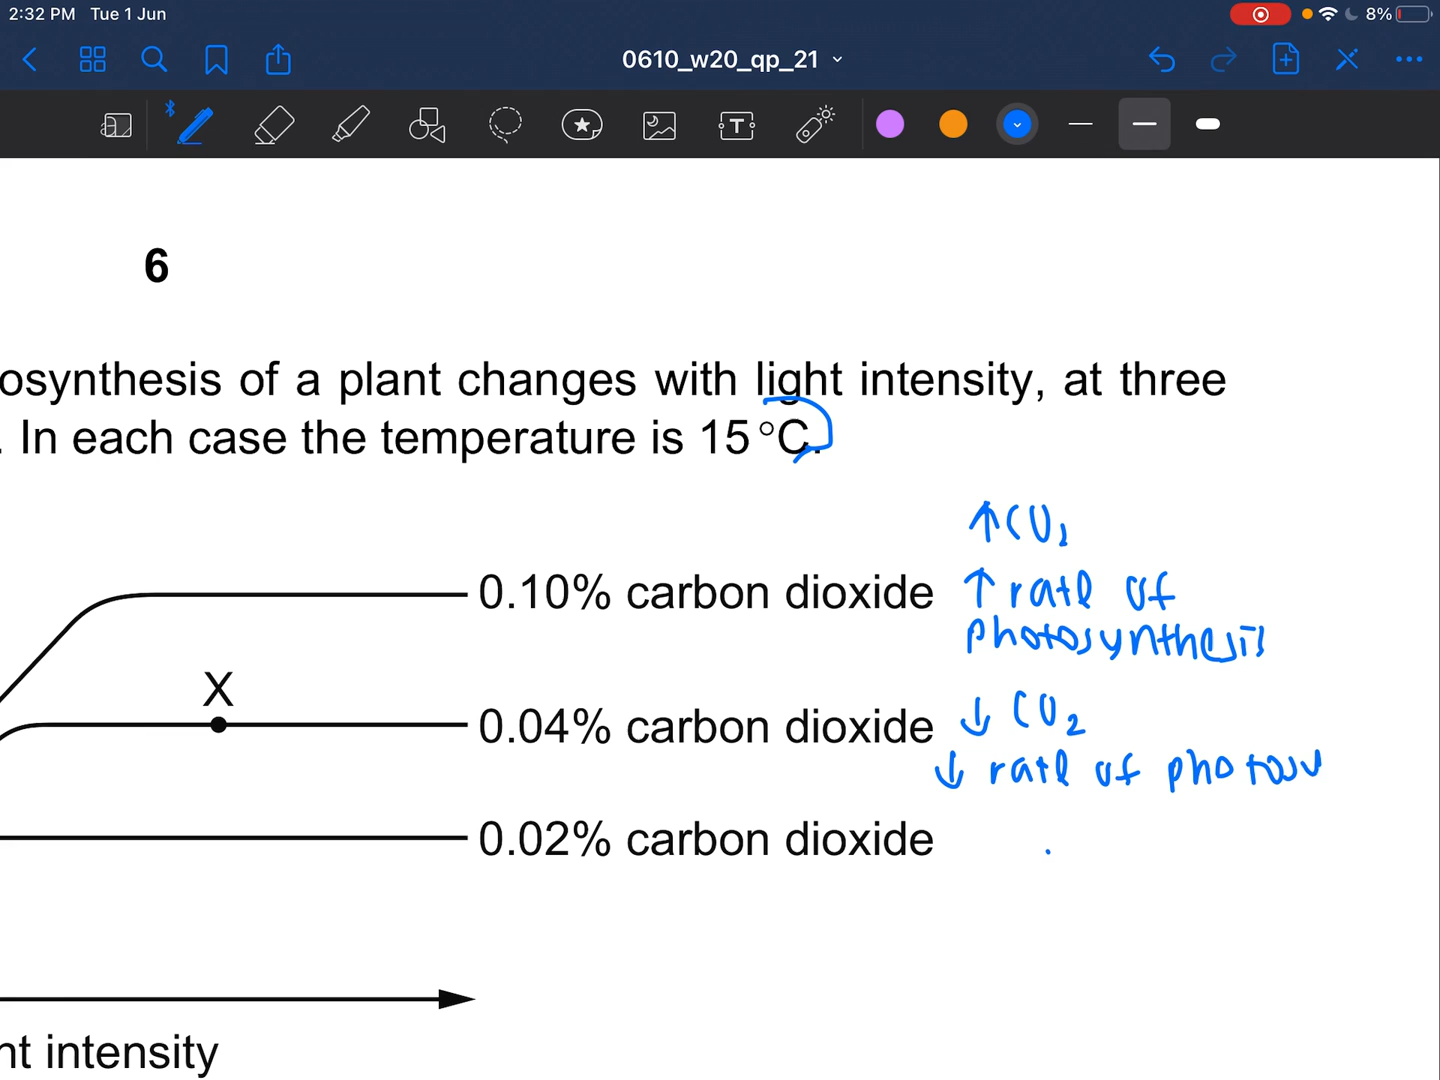 2:32 PM Tue 1 Jun 8%
0610_w20_qp_21
6
osynthesis of a plant changes with light intensity, at three
. In each case the temperature is 15 °C.
↑ CO2
0.10% carbon dioxide ↑ rate of
photosynthesis
X
0.04% carbon dioxide ↓ CO2
↓ rate of photosy
0.02% carbon dioxide
nt intensity